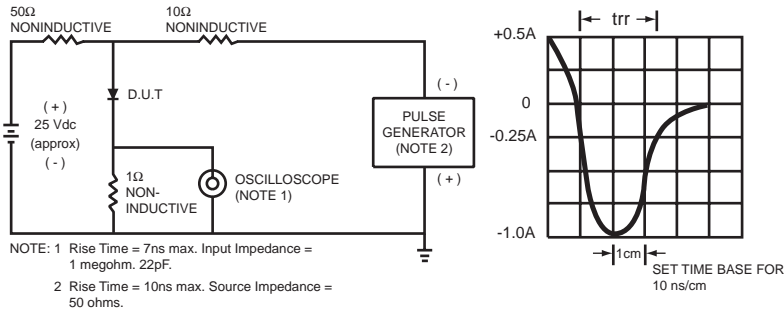 50Ω
NONINDUCTIVE
10Ω
NONINDUCTIVE
(+)
25 Vdc
(approx)
(-)
D.U.T
1Ω
NON-
INDUCTIVE
OSCILLOSCOPE
(NOTE 1)
(-)
PULSE
GENERATOR
(NOTE 2)
(+)
NOTE: 1 Rise Time = 7ns max. Input Impedance =
1 megohm. 22pF.
2 Rise Time = 10ns max. Source Impedance =
50 ohms.
trr
+0.5A
0
-0.25A
-1.0A
1cm
SET TIME BASE FOR
10 ns/cm